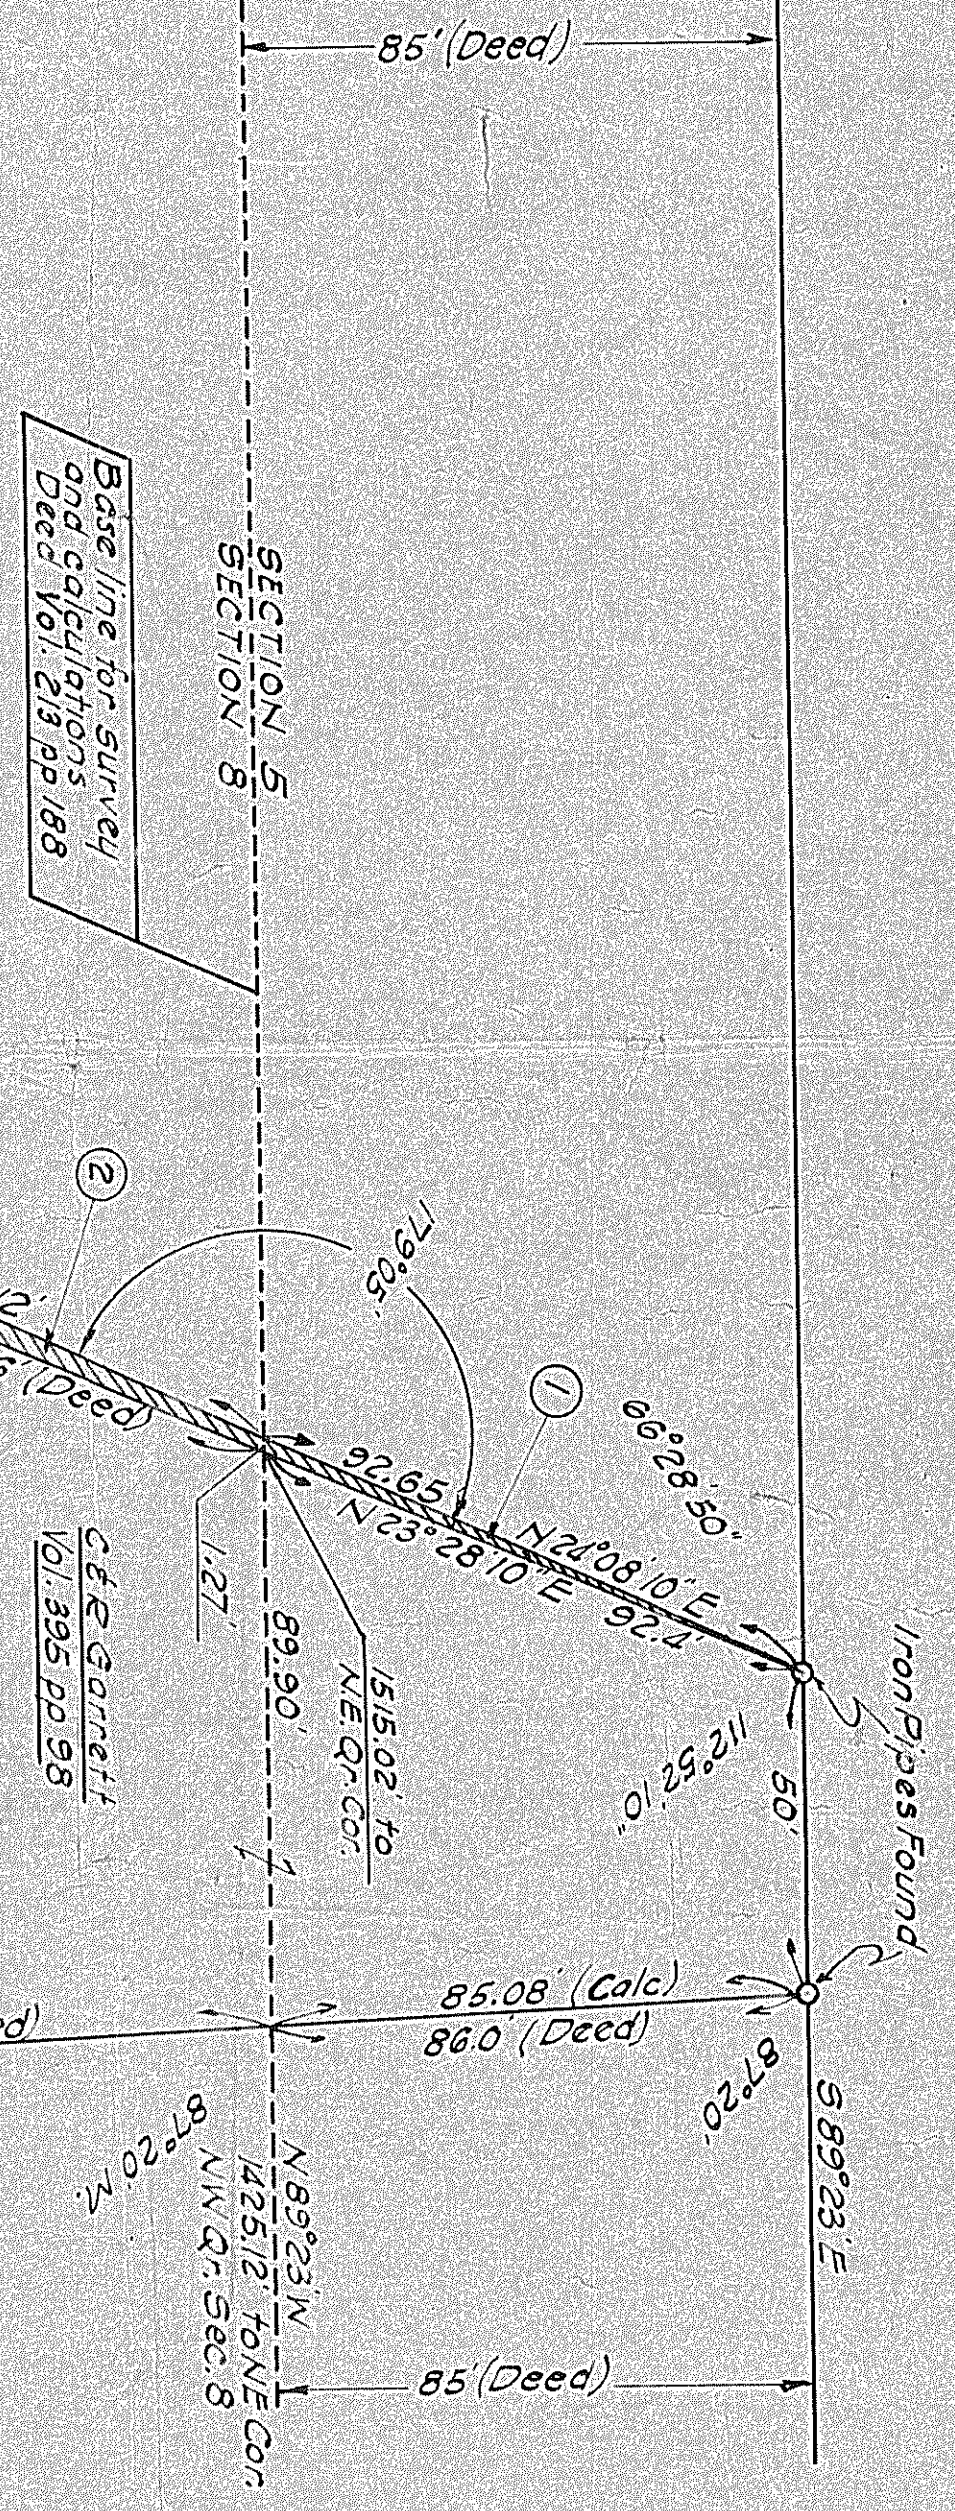 85' (Deed)
Base line for survey
and calculations
Deed Vol. 213 pp 188
SECTION 5
SECTION 8
2
179°05'
1
66°28'50"
2'
(Deed)
92.65
N 23°28'10" E
N 24°08'10" E
92.4'
Iron Pipes Found
112°52'10"
50'
1.27'
89.90'
1515.02' to
NE. Qr. Cor.
C & R Garrett
Vol. 395 pp 98
85.08' (Calc)
86.0' (Deed)
87°20'
S 89°23' E
87°20' M.
N 89°23' W
1425.12' to NE Cor.
NW Qr. Sec. 8
85' (Deed)